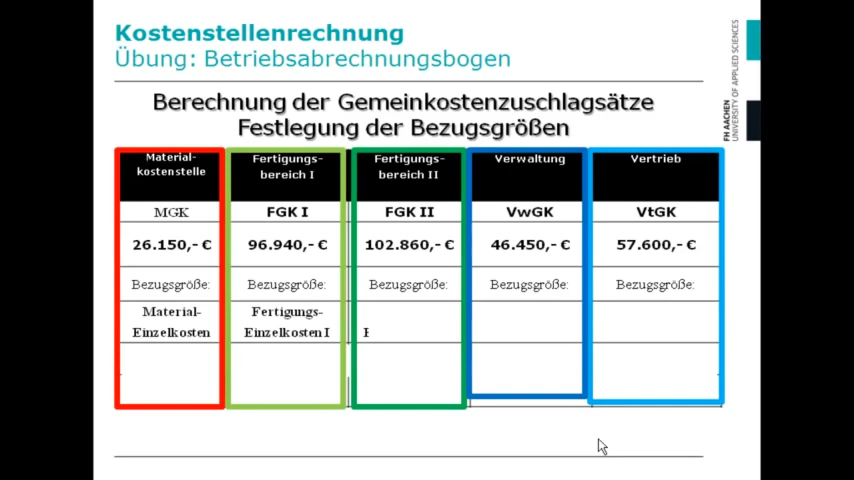 Kostenstellenrechnung
Übung: Betriebsabrechnungsbogen
FH AACHEN
UNIVERSITY OF APPLIED SCIENCES
Berechnung der Gemeinkostenzuschlagsätze
Festlegung der Bezugsgrößen
Material-
kostenstelle
Fertigungs-
bereich I
Fertigungs-
bereich II
Verwaltung
Vertrieb
MGK
FGK I
FGK II
VwGK
VtGK
26.150,- €
96.940,- €
102.860,- €
46.450,- €
57.600,- €
Bezugsgröße:
Bezugsgröße:
Bezugsgröße:
Bezugsgröße:
Bezugsgröße:
Material-
Einzelkosten
Fertigungs-
Einzelkosten I